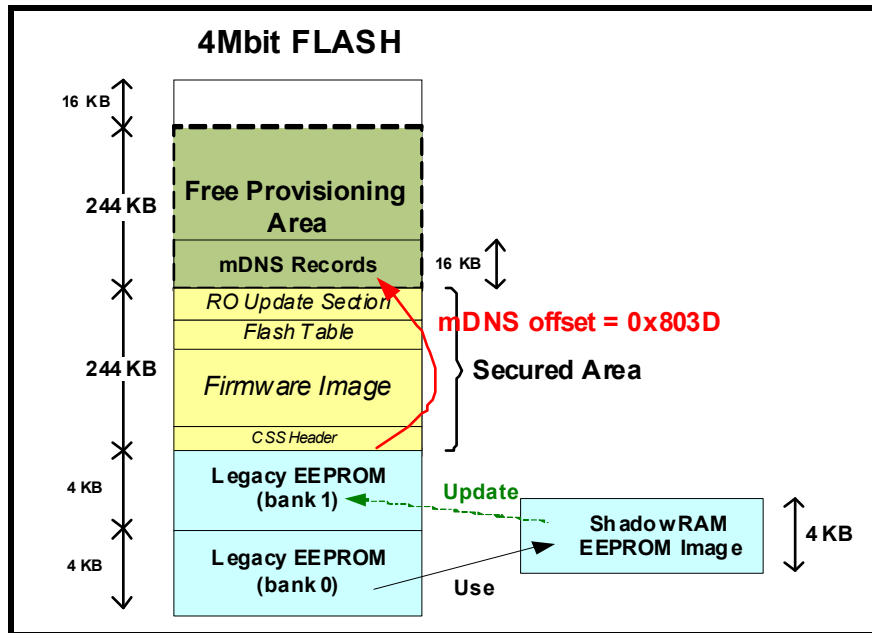 4Mbit FLASH
16 KB
244 KB
Free Provisioning
Area
mDNS Records
16 KB
RO Update Section
mDNS offset = 0x803D
Flash Table
244 KB
Firmware Image
Secured Area
CSS Header
4 KB
Legacy EEPROM
(bank 1)
Update
ShadowRAM
EEPROM Image
4 KB
4 KB
Legacy EEPROM
(bank 0)
Use